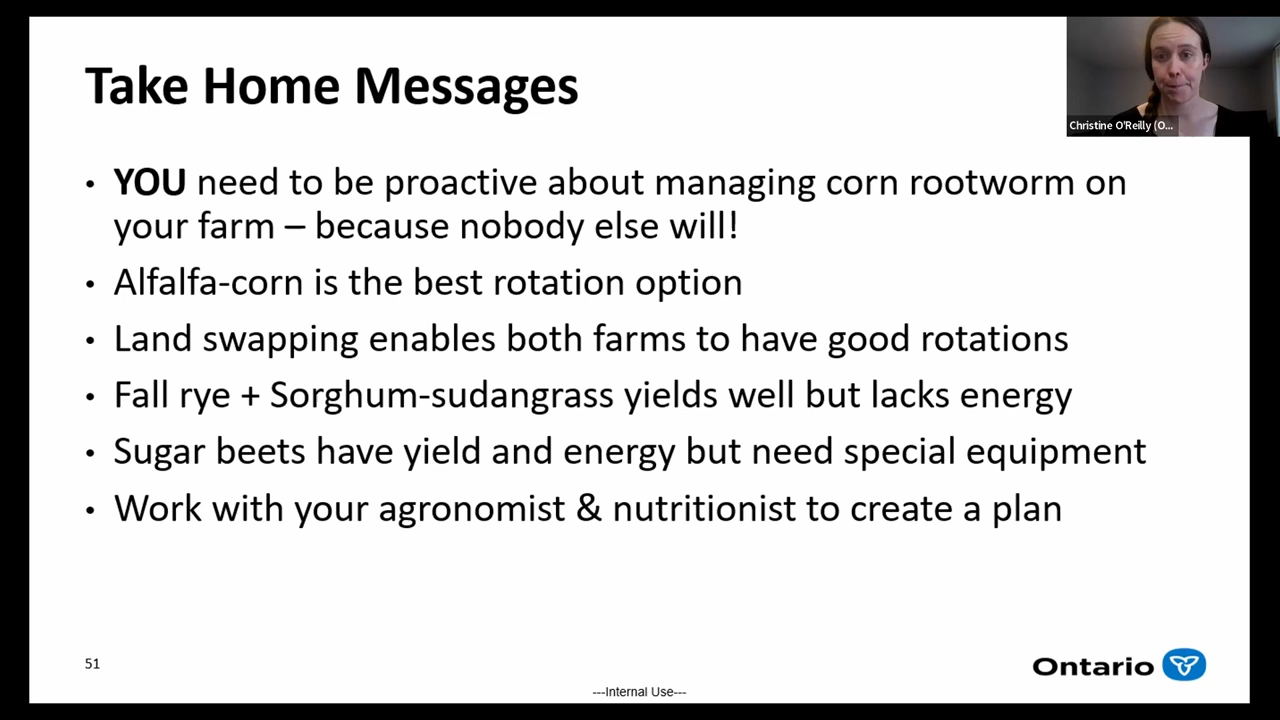 Take Home Messages
Christine O'Reilly (O...
• YOU need to be proactive about managing corn rootworm on
your farm – because nobody else will!
• Alfalfa-corn is the best rotation option
• Land swapping enables both farms to have good rotations
• Fall rye + Sorghum-sudangrass yields well but lacks energy
• Sugar beets have yield and energy but need special equipment
• Work with your agronomist & nutritionist to create a plan
51
Ontario
---Internal Use---